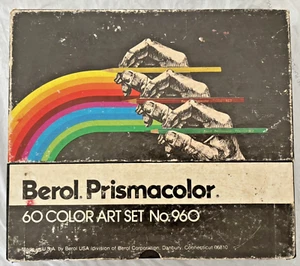 Berol® Prismacolor®
60 COLOR ART SET No. 960
by Berol USA division of Berol Corporation, Danbury, Connecticut 06810